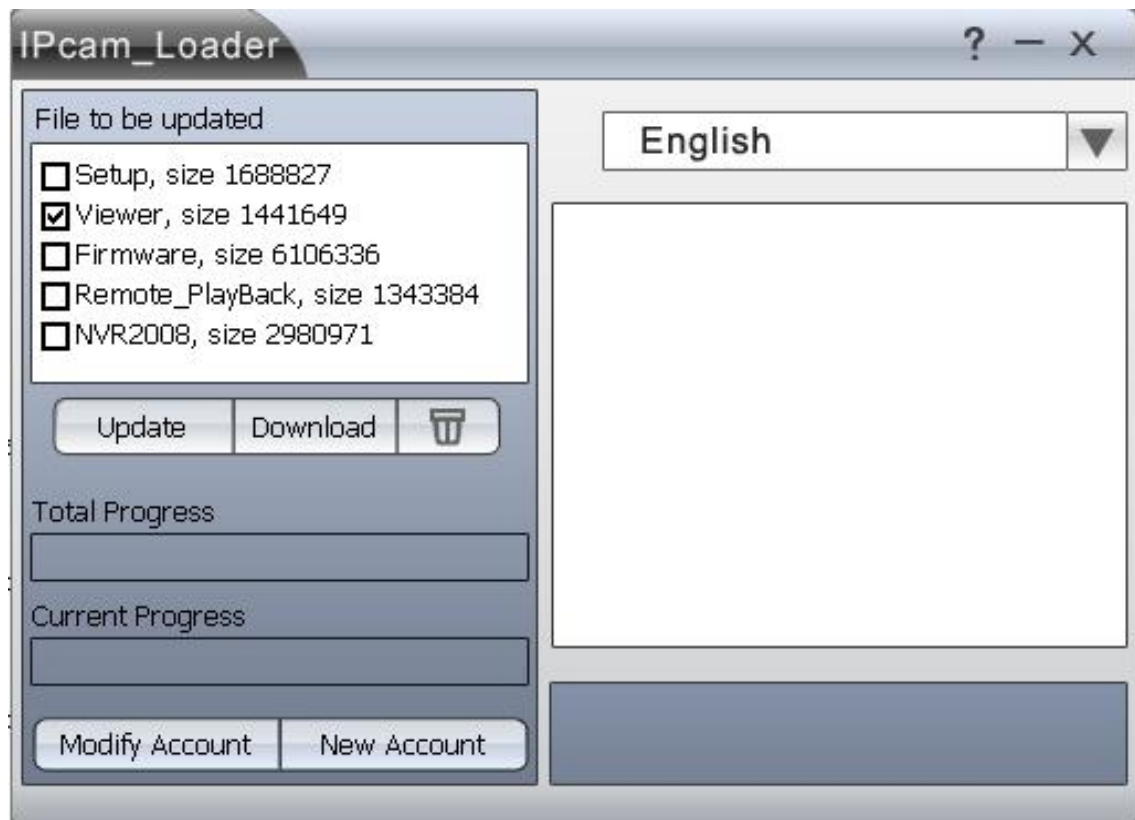 IPcam_Loader
? – X
File to be updated
Setup, size 1688827
Viewer, size 1441649
Firmware, size 6106336
Remote_PlayBack, size 1343384
NVR2008, size 2980971
Update Download
Total Progress
Current Progress
Modify Account New Account
English